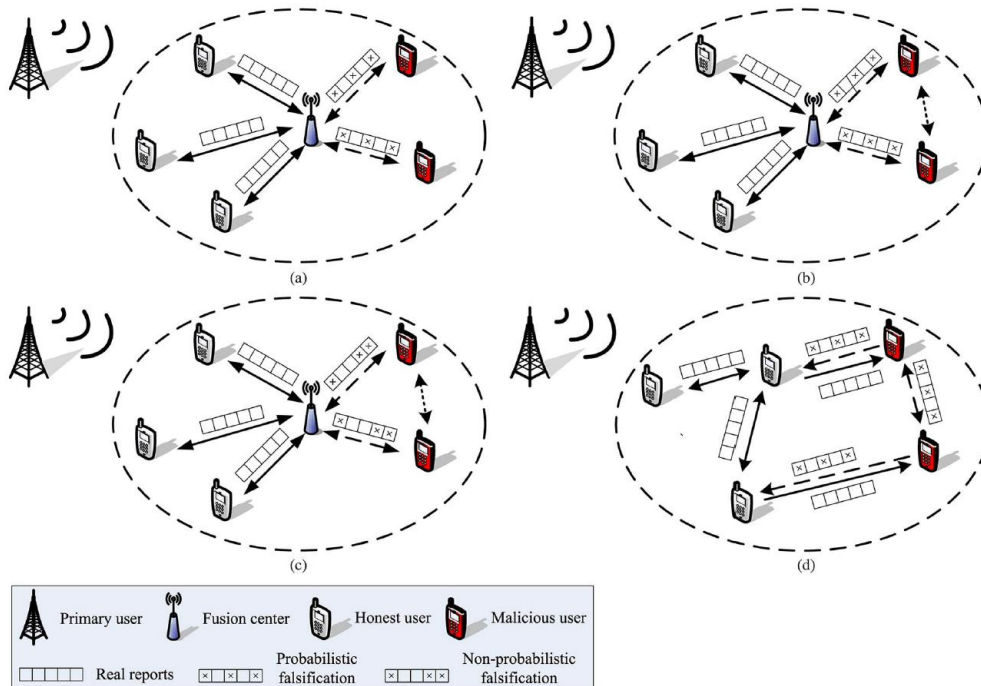 (a)
(b)
(c)
(d)
Primary user
Fusion center
Honest user
Malicious user
Real reports
Probabilistic
falsification
Non-probabilistic
falsification